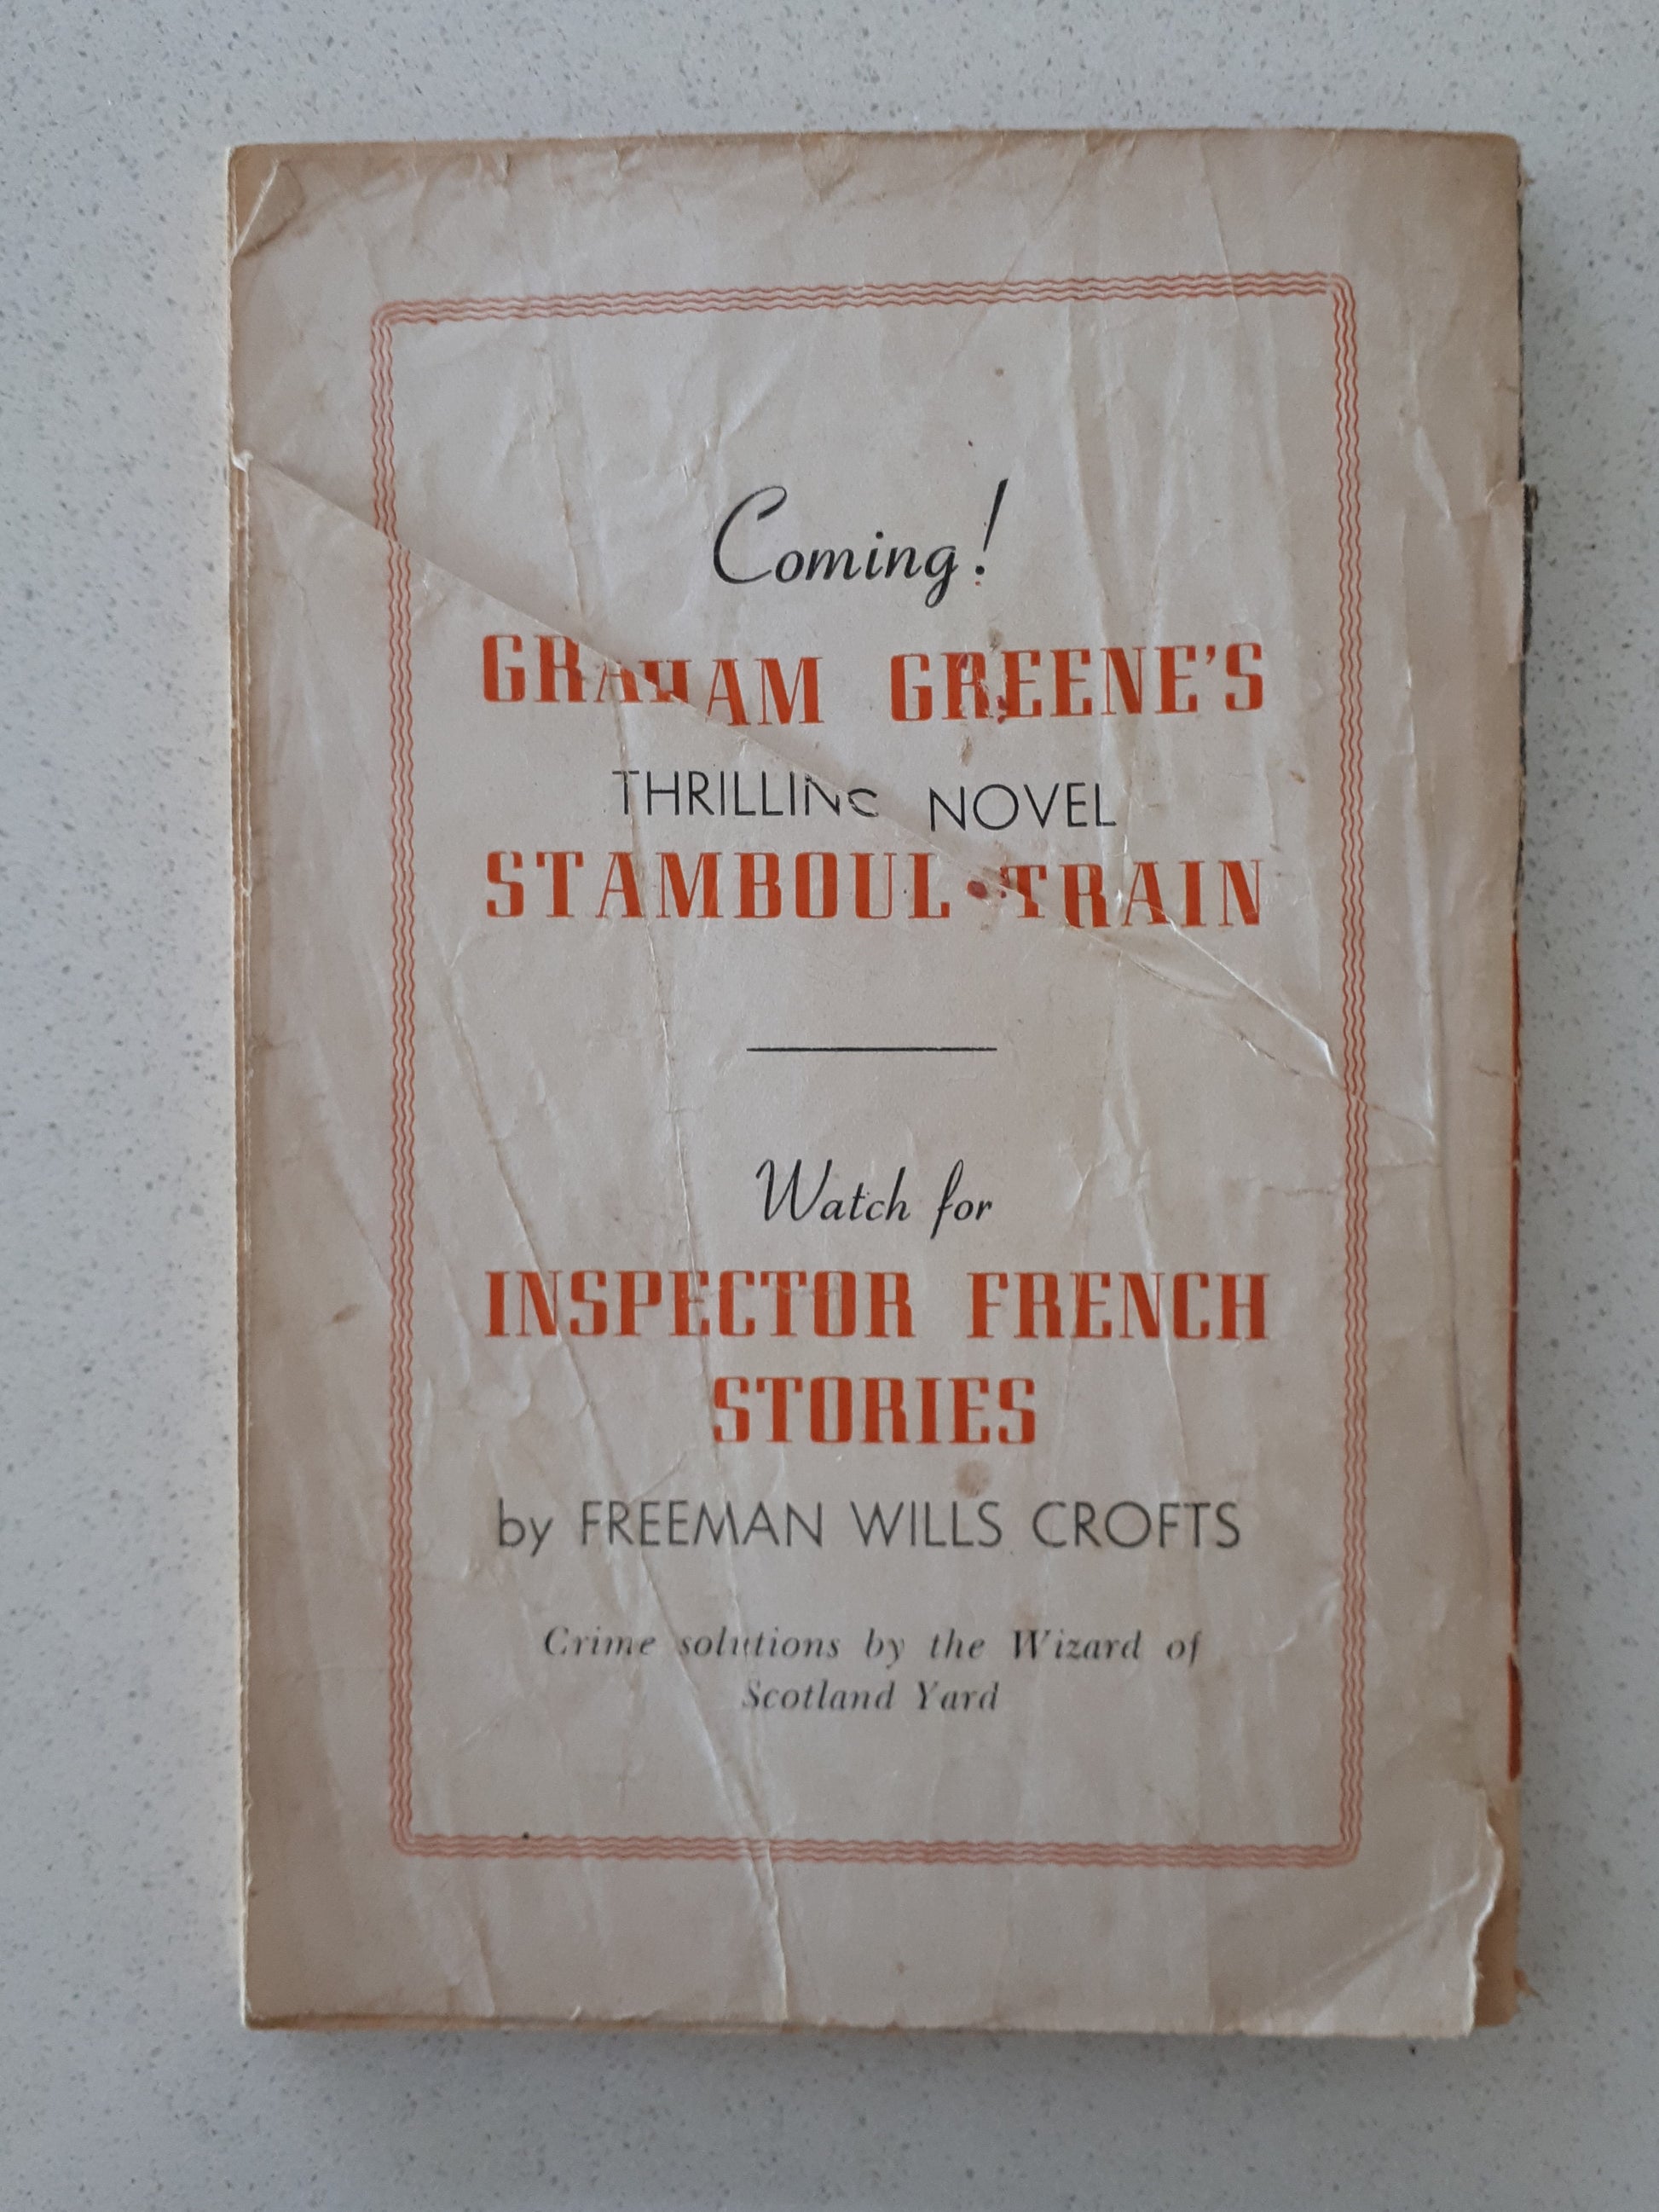 Coming!
GRAHAM GREENE'S
THRILLING NOVEL
STAMBOUL TRAIN
Watch for
INSPECTOR FRENCH
STORIES
by FREEMAN WILLS CROFTS
Crime solutions by the Wizard of
Scotland Yard